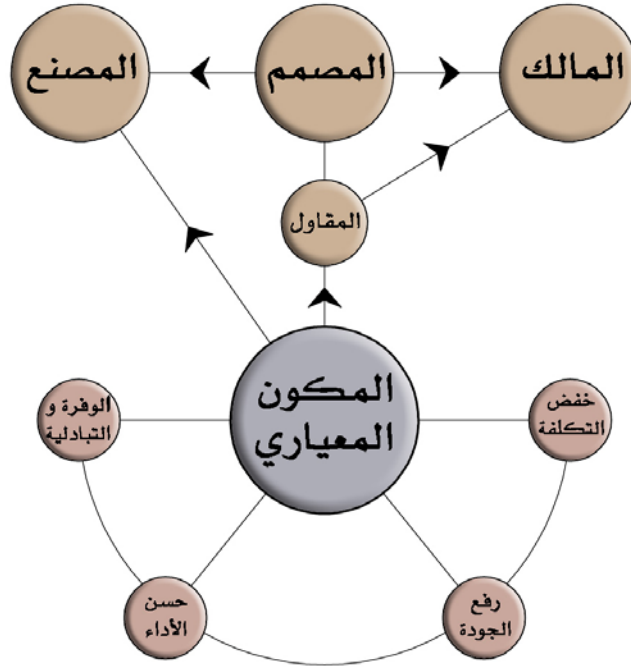 المالك
المصمم
المصنع
المقاول
المكون
المعياري
خفض
التكلفة
الوفرة و
التبادلية
رفع
الجودة
حسن
الأداء